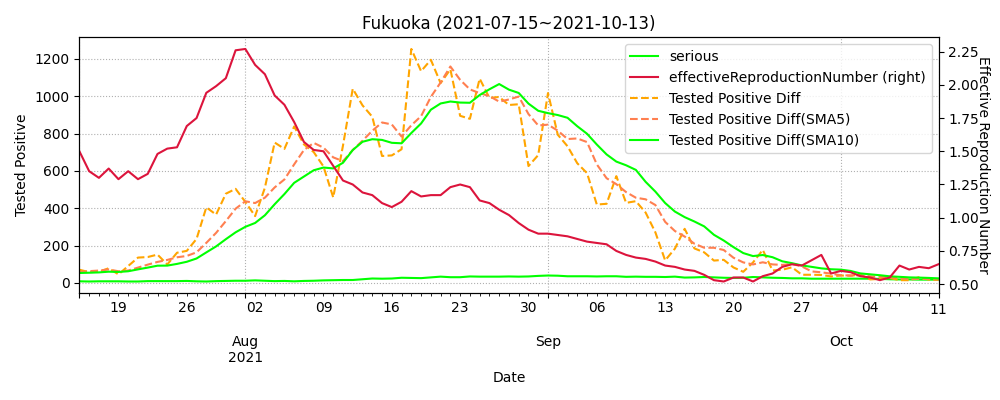 Fukuoka (2021-07-15~2021-10-13)
Tested Positive
1200
1000
800
600
400
200
0
serious
effectiveReproductionNumber (right)
Tested Positive Diff
Tested Positive Diff(SMA5)
Tested Positive Diff(SMA10)
2.25
2.00
1.75
1.50
1.25
1.00
0.75
0.50
Effective Reproduction Number
19 26 02 09 16 23 30 06 13 20 27 04 11
Aug Sep Oct
2021
Date